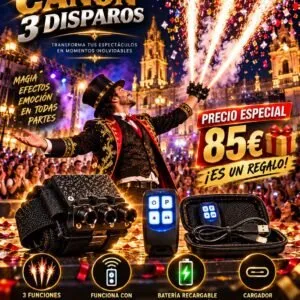 CAÑÓN
3 DISPAROS
TRANSFORMA TUS ESPECTÁCULOS
EN MOMENTOS INOLVIDABLES
MAGIA
EFECTOS
EMOCIÓN
EN TODAS
PARTES
PRECIO ESPECIAL
85€
¡ES UN REGALO!
3 FUNCIONES
FUNCIONA CON
BATERÍA RECARGABLE
CARGADOR